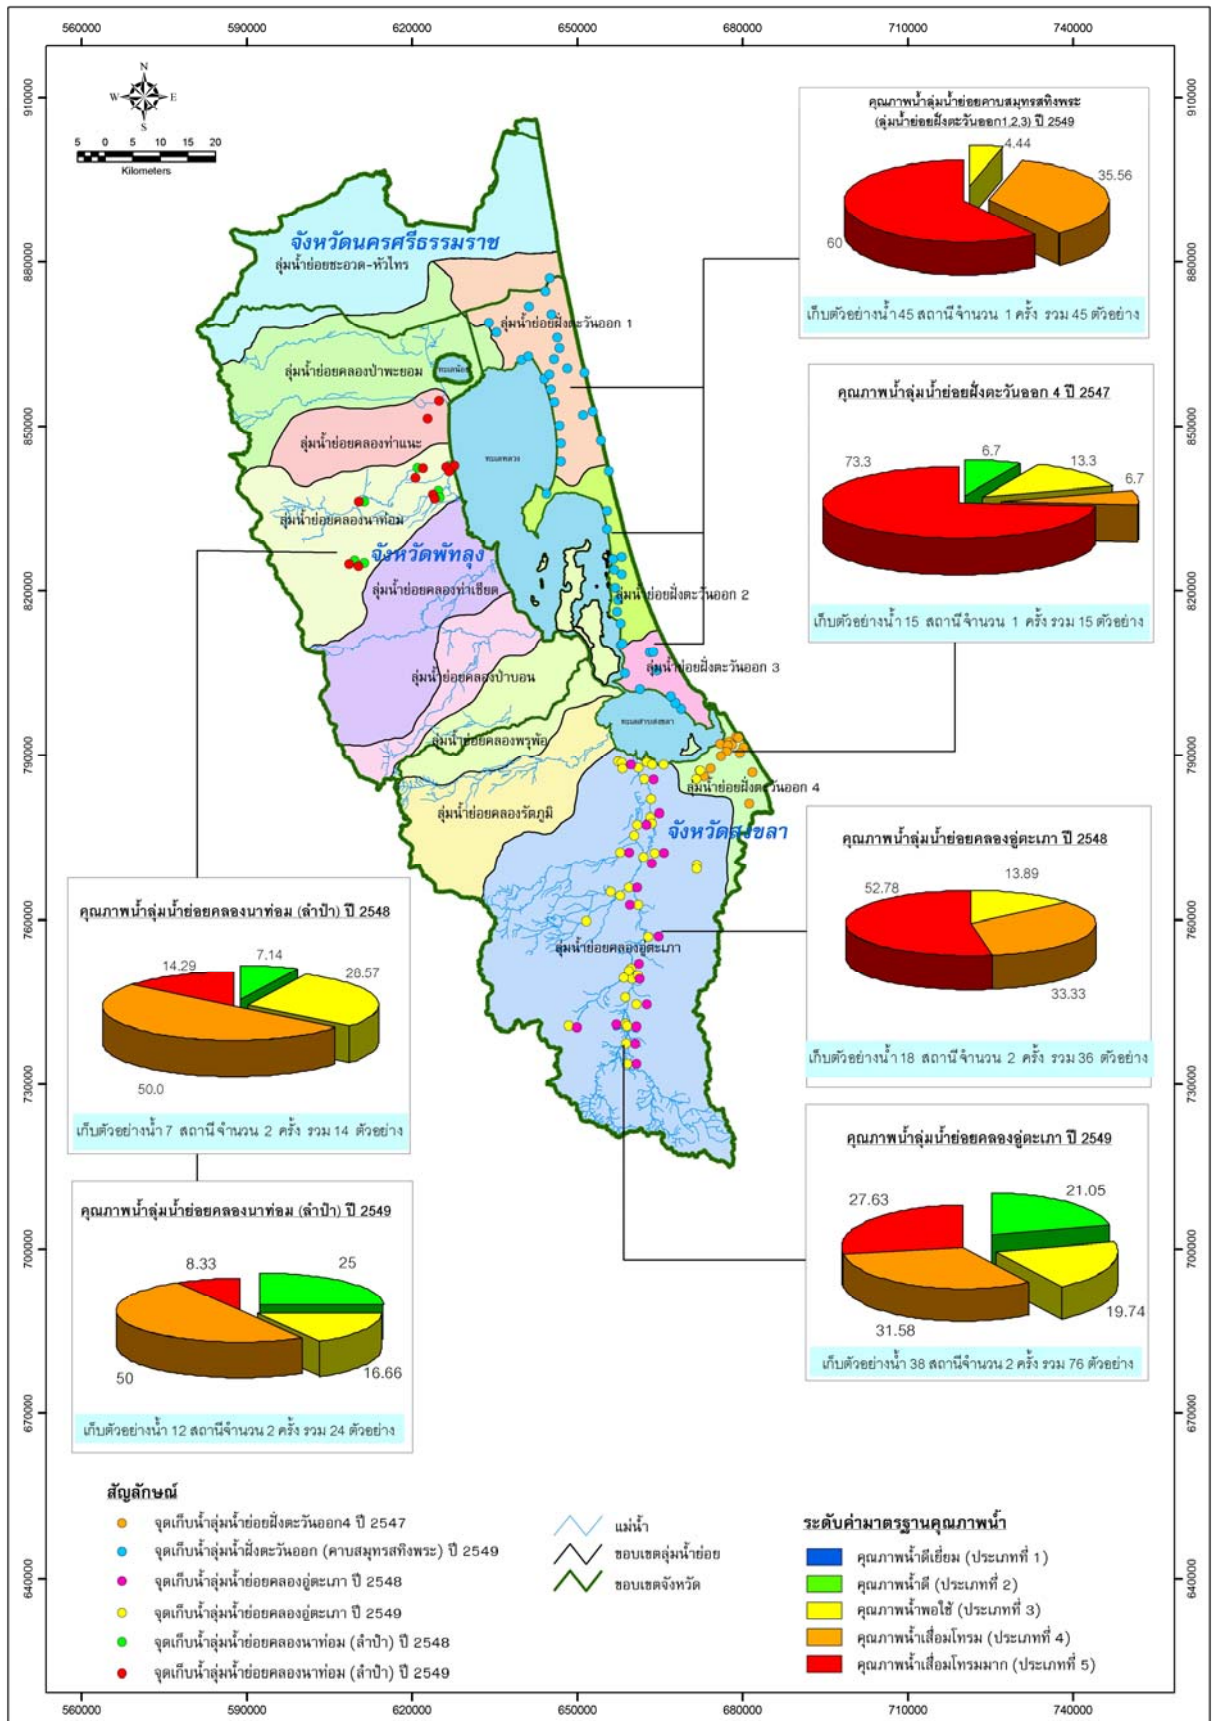 560000 590000 620000 650000 680000 710000 740000
910000
880000
850000
820000
790000
760000
730000
700000
670000
640000
N
W E
S
5 0 5 10 15 20
Kilometers
จังหวัดนครศรีธรรมราช
ลุ่มน้ำย่อยชะอวด-หัวไทร
ลุ่มน้ำย่อยฝั่งตะวันออก 1
ลุ่มน้ำย่อยคลองป่าพะยอม
ทะเลน้อย
ลุ่มน้ำย่อยคลองท่าแนะ
ทะเลหลวง
ลุ่มน้ำย่อยคลองนาท่อม
จังหวัดพัทลุง
ลุ่มน้ำย่อยคลองท่าเชียด
ลุ่มน้ำย่อยฝั่งตะวันออก 2
ลุ่มน้ำย่อยคลองป่าบอน
ลุ่มน้ำย่อยฝั่งตะวันออก 3
ทะเลสาบสงขลา
ลุ่มน้ำย่อยคลองพรุพ้อ
ลุ่มน้ำย่อยฝั่งตะวันออก 4
ลุ่มน้ำย่อยคลองรัตภูมิ
จังหวัดสงขลา
ลุ่มน้ำย่อยคลองอู่ตะเภา
คุณภาพน้ำลุ่มน้ำย่อยคาบสมุทรสทิงพระ
(ลุ่มน้ำย่อยฝั่งตะวันออก1,2,3) ปี 2549
4.44
35.56
60
เก็บตัวอย่างน้ำ 45 สถานี จำนวน 1 ครั้ง รวม 45 ตัวอย่าง
คุณภาพน้ำลุ่มน้ำย่อยฝั่งตะวันออก 4 ปี 2547
6.7
73.3
13.3
6.7
เก็บตัวอย่างน้ำ 15 สถานี จำนวน 1 ครั้ง รวม 15 ตัวอย่าง
คุณภาพน้ำลุ่มน้ำย่อยคลองอู่ตะเภา ปี 2548
13.89
52.78
33.33
เก็บตัวอย่างน้ำ 18 สถานี จำนวน 2 ครั้ง รวม 36 ตัวอย่าง
คุณภาพน้ำลุ่มน้ำย่อยคลองอู่ตะเภา ปี 2549
21.05
27.63
19.74
31.58
เก็บตัวอย่างน้ำ 38 สถานีจำนวน 2 ครั้ง รวม 76 ตัวอย่าง
คุณภาพน้ำลุ่มน้ำย่อยคลองนาท่อม (ลำปำ) ปี 2548
7.14
14.29
28.57
50.0
เก็บตัวอย่างน้ำ 7 สถานี จำนวน 2 ครั้ง รวม 14 ตัวอย่าง
คุณภาพน้ำลุ่มน้ำย่อยคลองนาท่อม (ลำปำ) ปี 2549
8.33
25
50
16.66
เก็บตัวอย่างน้ำ 12 สถานีจำนวน 2 ครั้ง รวม 24 ตัวอย่าง
สัญลักษณ์
จุดเก็บน้ำลุ่มน้ำย่อยฝั่งตะวันออก4 ปี 2547
จุดเก็บน้ำลุ่มน้ำฝั่งตะวันออก (คาบสมุทรสทิงพระ) ปี 2549
จุดเก็บน้ำลุ่มน้ำย่อยคลองอู่ตะเภา ปี 2548
จุดเก็บน้ำลุ่มน้ำย่อยคลองอู่ตะเภา ปี 2549
จุดเก็บน้ำลุ่มน้ำย่อยคลองนาท่อม (ลำปำ) ปี 2548
จุดเก็บน้ำลุ่มน้ำย่อยคลองนาท่อม (ลำปำ) ปี 2549
แม่น้ำ
ขอบเขตลุ่มน้ำย่อย
ขอบเขตจังหวัด
ระดับค่ามาตรฐานคุณภาพน้ำ
คุณภาพน้ำดีเยี่ยม (ประเภทที่ 1)
คุณภาพน้ำดี (ประเภทที่ 2)
คุณภาพน้ำพอใช้ (ประเภทที่ 3)
คุณภาพน้ำเสื่อมโทรม (ประเภทที่ 4)
คุณภาพน้ำเสื่อมโทรมมาก (ประเภทที่ 5)
910000
880000
850000
820000
790000
760000
730000
700000
670000
640000
560000 590000 620000 650000 680000 710000 740000